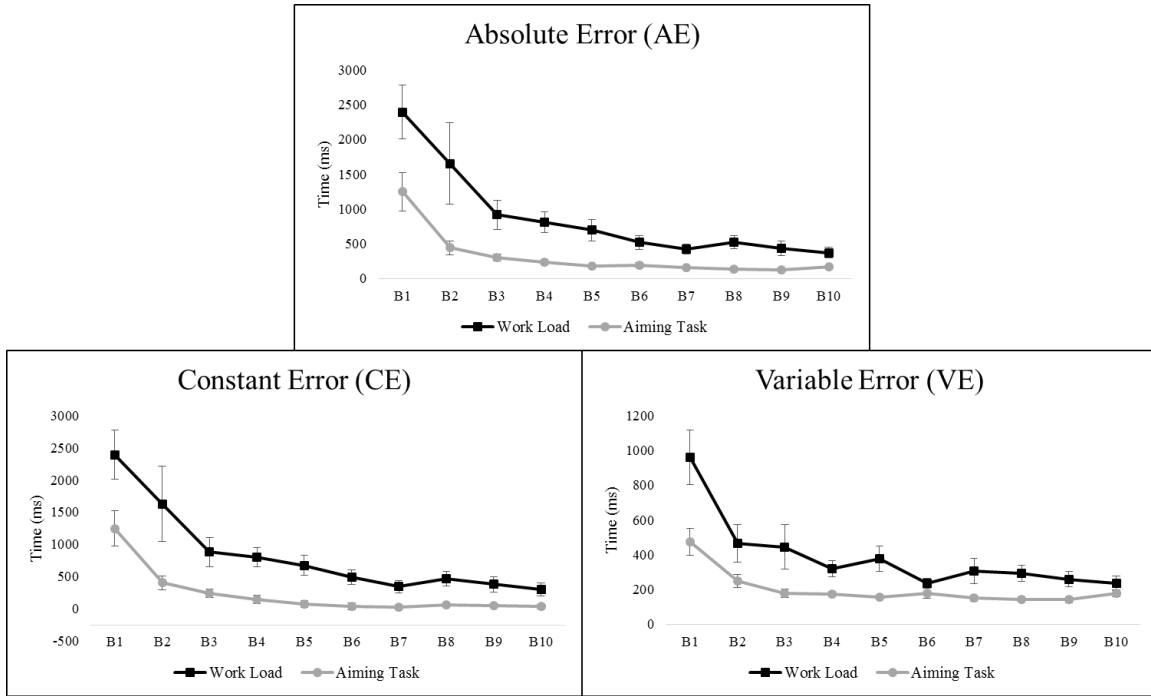 Absolute Error (AE)
Time (ms)
3000
2500
2000
1500
1000
500
0
B1 B2 B3 B4 B5 B6 B7 B8 B9 B10
Work Load Aiming Task
Constant Error (CE)
Time (ms)
3000
2500
2000
1500
1000
500
0
-500
B1 B2 B3 B4 B5 B6 B7 B8 B9 B10
Work Load Aiming Task
Variable Error (VE)
Time (ms)
1200
1000
800
600
400
200
0
B1 B2 B3 B4 B5 B6 B7 B8 B9 B10
Work Load Aiming Task